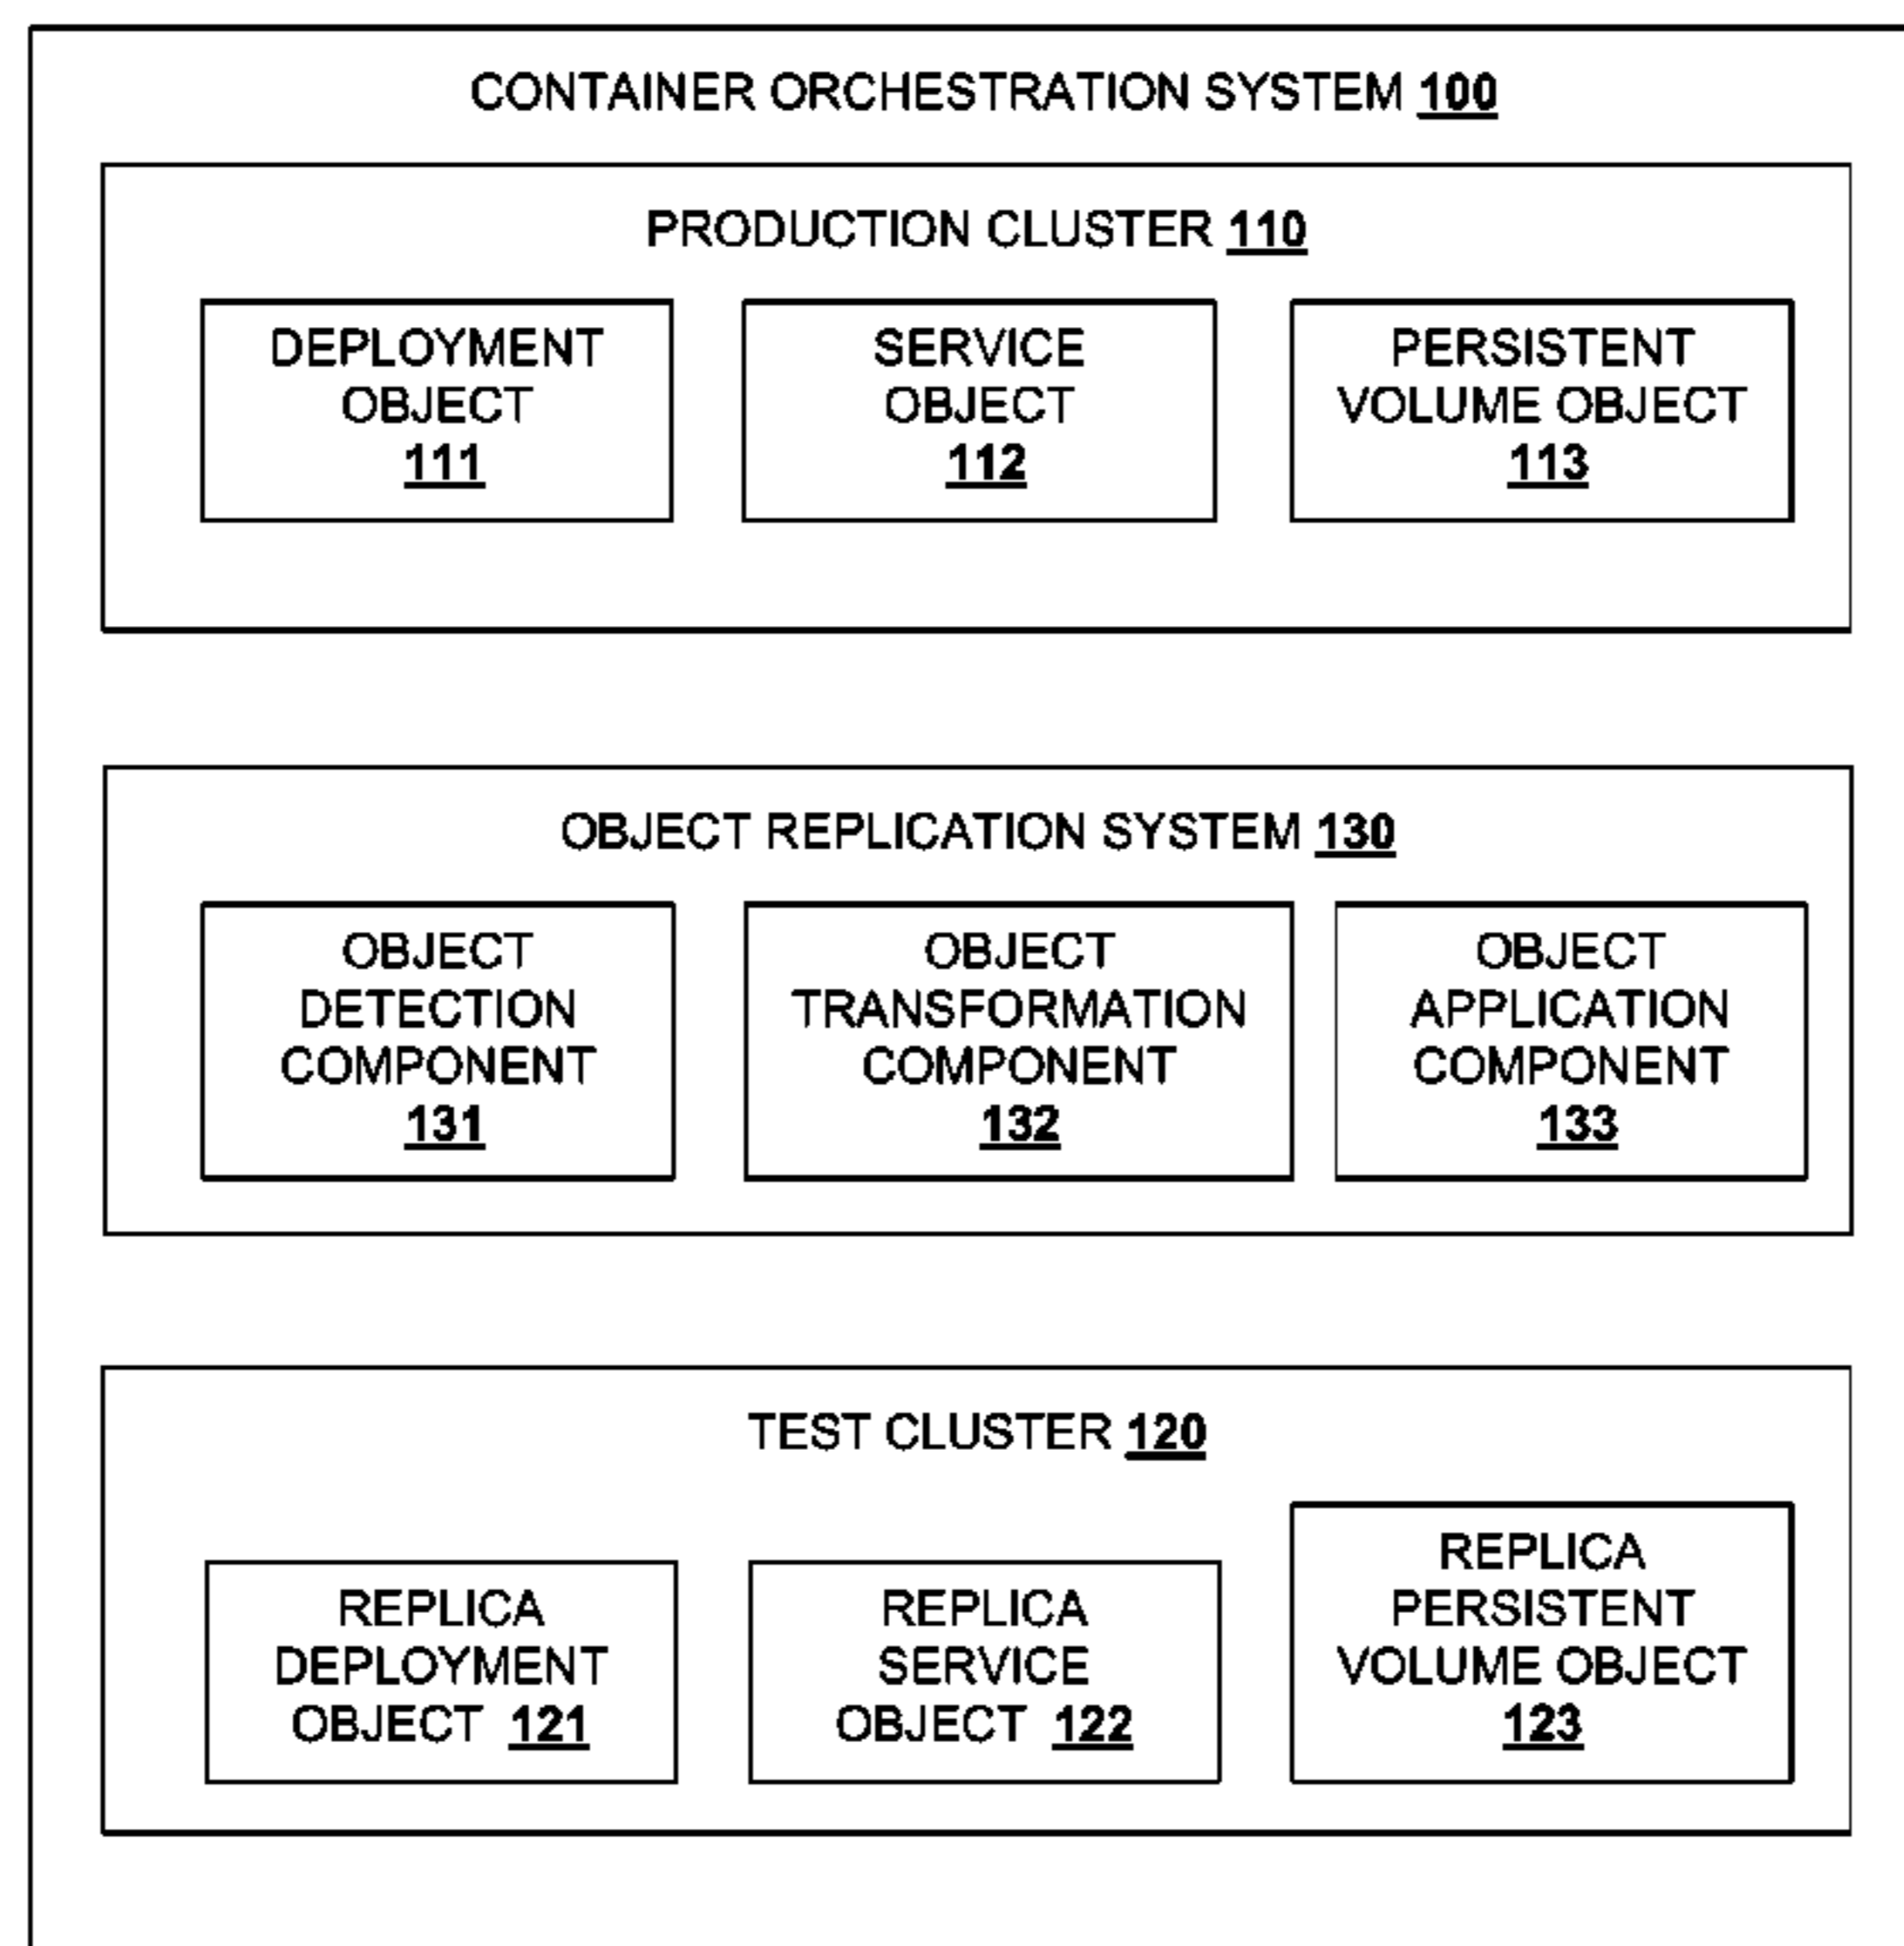 CONTAINER ORCHESTRATION SYSTEM 100
PRODUCTION CLUSTER 110
DEPLOYMENT
OBJECT
111
SERVICE
OBJECT
112
PERSISTENT
VOLUME OBJECT
113
OBJECT REPLICATION SYSTEM 130
OBJECT
DETECTION
COMPONENT
131
OBJECT
TRANSFORMATION
COMPONENT
132
OBJECT
APPLICATION
COMPONENT
133
TEST CLUSTER 120
REPLICA
DEPLOYMENT
OBJECT 121
REPLICA
SERVICE
OBJECT 122
REPLICA
PERSISTENT
VOLUME OBJECT
123